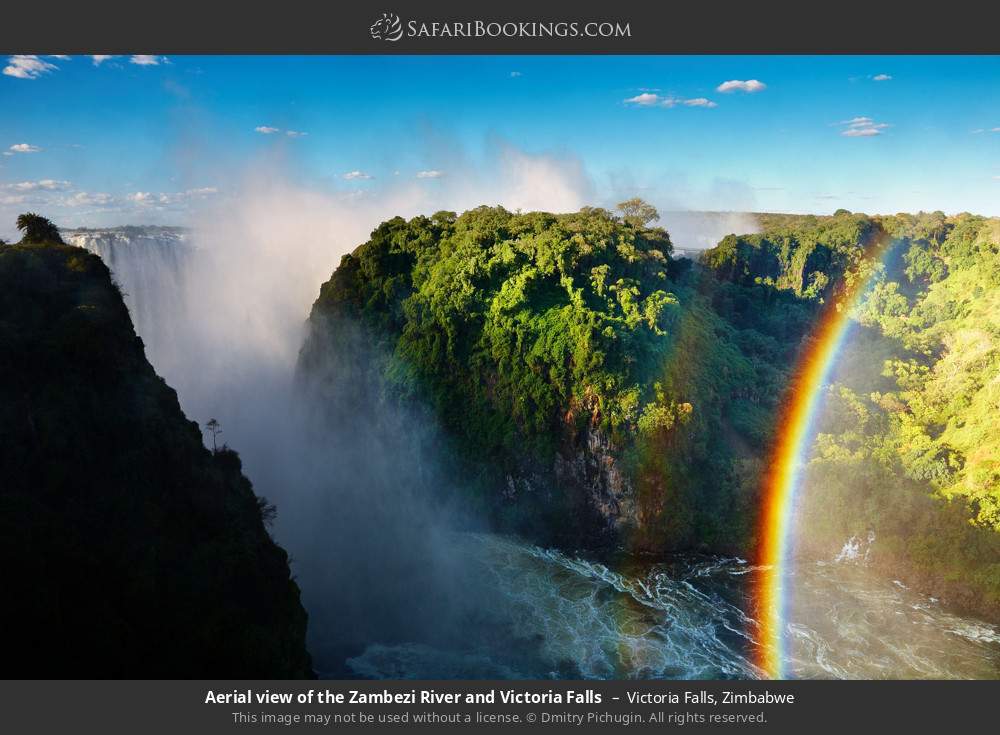 SAFARIBOOKINGS.COM
Aerial view of the Zambezi River and Victoria Falls – Victoria Falls, Zimbabwe
This image may not be used without a license. © Dmitry Pichugin. All rights reserved.